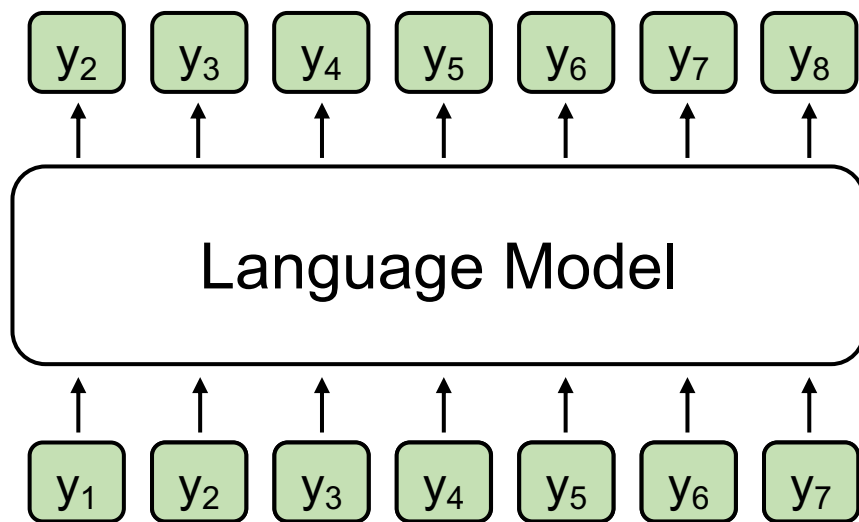 y₂ y₃ y₄ y₅ y₆ y₇ y₈
Language Model
y₁ y₂ y₃ y₄ y₅ y₆ y₇